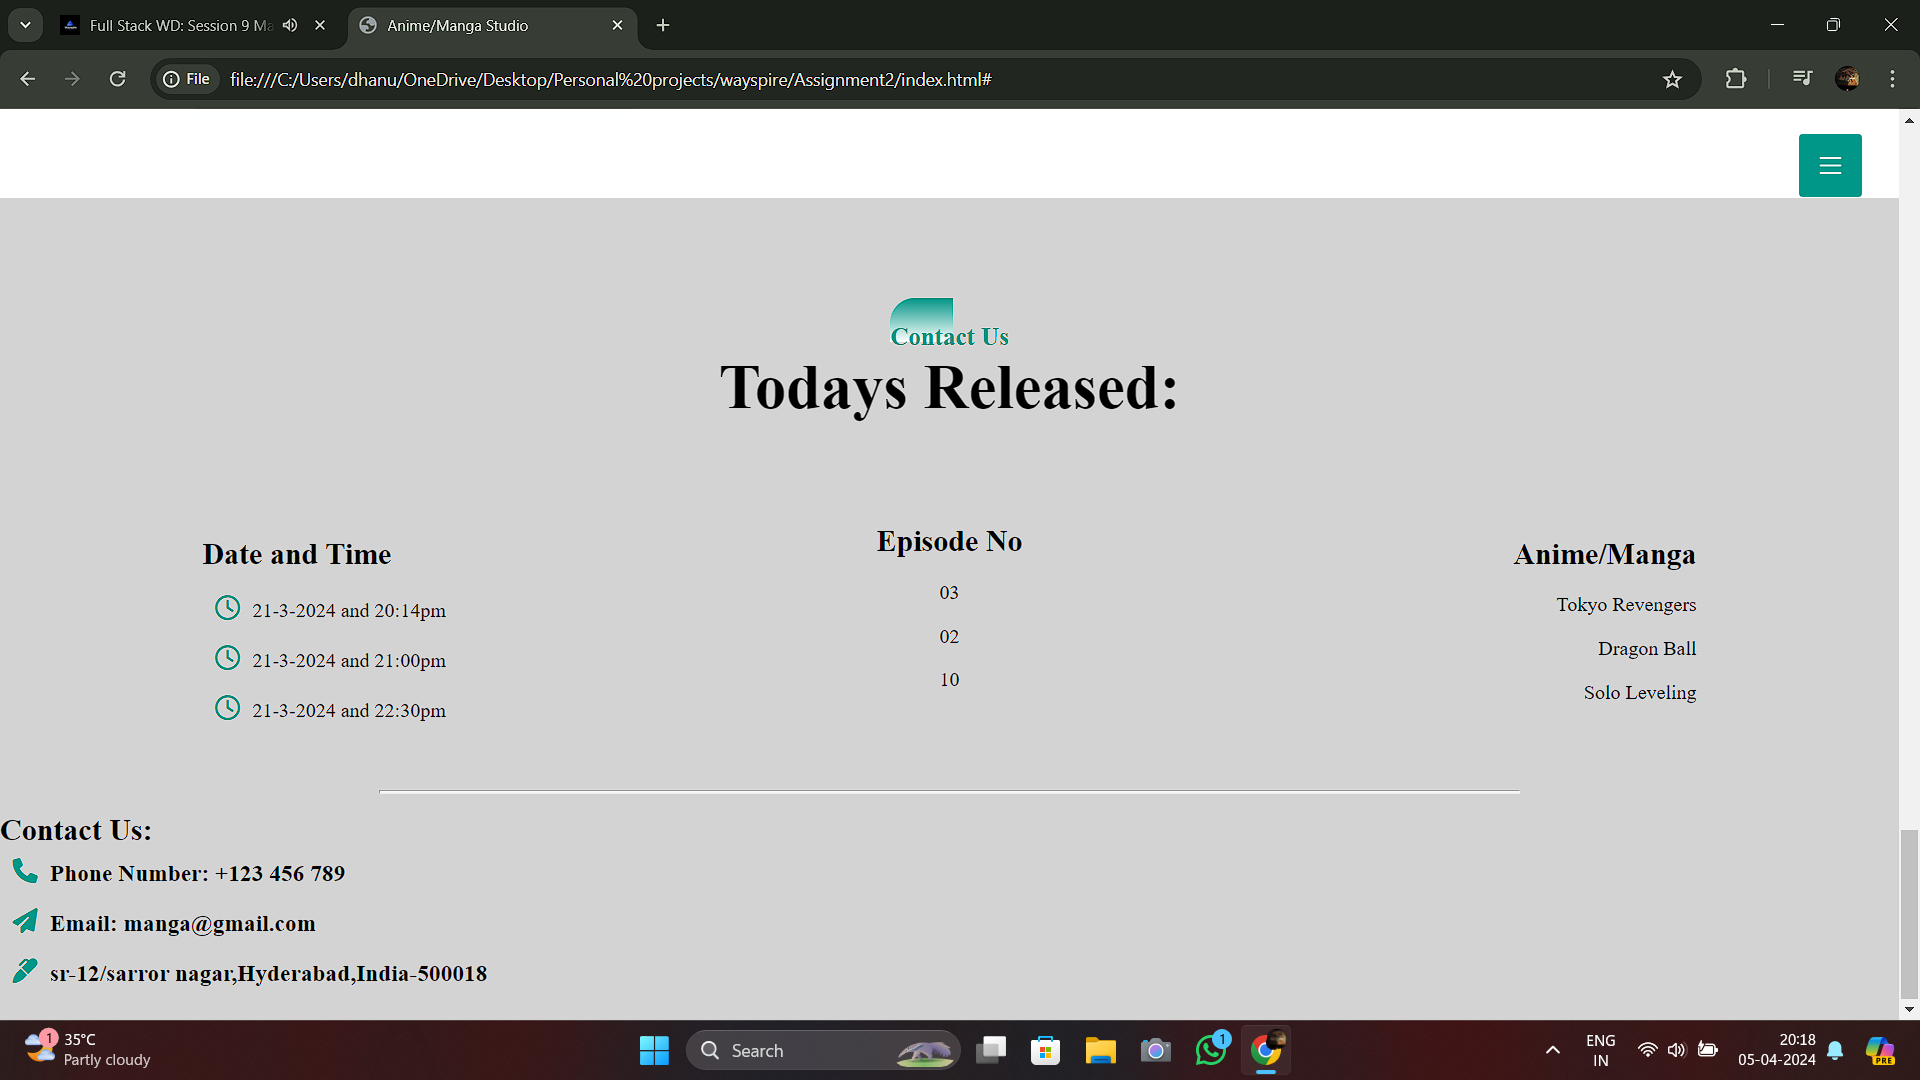 Full Stack WD: Session 9 Ma
Anime/Manga Studio
File
file:///C:/Users/dhanu/OneDrive/Desktop/Personal%20projects/wayspire/Assignment2/index.html#
Contact Us
Todays Released:
Date and Time
21-3-2024 and 20:14pm
21-3-2024 and 21:00pm
21-3-2024 and 22:30pm
Episode No
03
02
10
Anime/Manga
Tokyo Revengers
Dragon Ball
Solo Leveling
Contact Us:
Phone Number: +123 456 789
Email: manga@gmail.com
sr-12/sarror nagar,Hyderabad,India-500018
1
35°C
Partly cloudy
Search
1
ENG
IN
20:18
05-04-2024
PRE